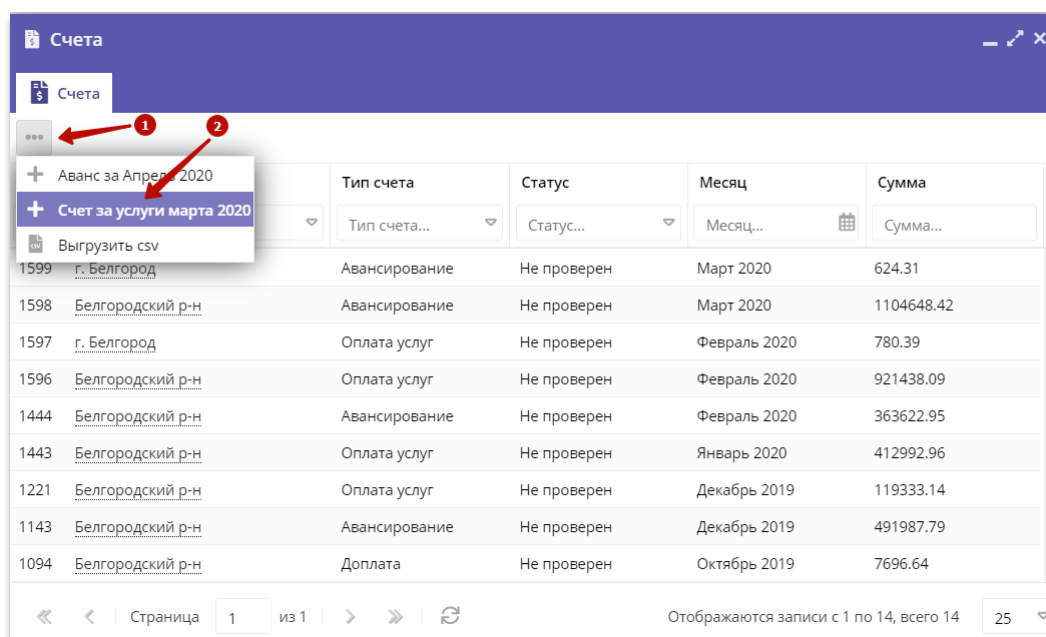 Счета
Счета
1
2
Аванс за Апрель 2020
Счет за услуги марта 2020
Выгрузить csv
Тип счета Статус Месяц Сумма
Тип счета... Статус... Месяц... Сумма...
1599 г. Белгород Авансирование Не проверен Март 2020 624.31
1598 Белгородский р-н Авансирование Не проверен Март 2020 1104648.42
1597 г. Белгород Оплата услуг Не проверен Февраль 2020 780.39
1596 Белгородский р-н Оплата услуг Не проверен Февраль 2020 921438.09
1444 Белгородский р-н Авансирование Не проверен Февраль 2020 363622.95
1443 Белгородский р-н Оплата услуг Не проверен Январь 2020 412992.96
1221 Белгородский р-н Оплата услуг Не проверен Декабрь 2019 119333.14
1143 Белгородский р-н Авансирование Не проверен Декабрь 2019 491987.79
1094 Белгородский р-н Доплата Не проверен Октябрь 2019 7696.64
Страница 1 из 1 Отображаются записи с 1 по 14, всего 14 25